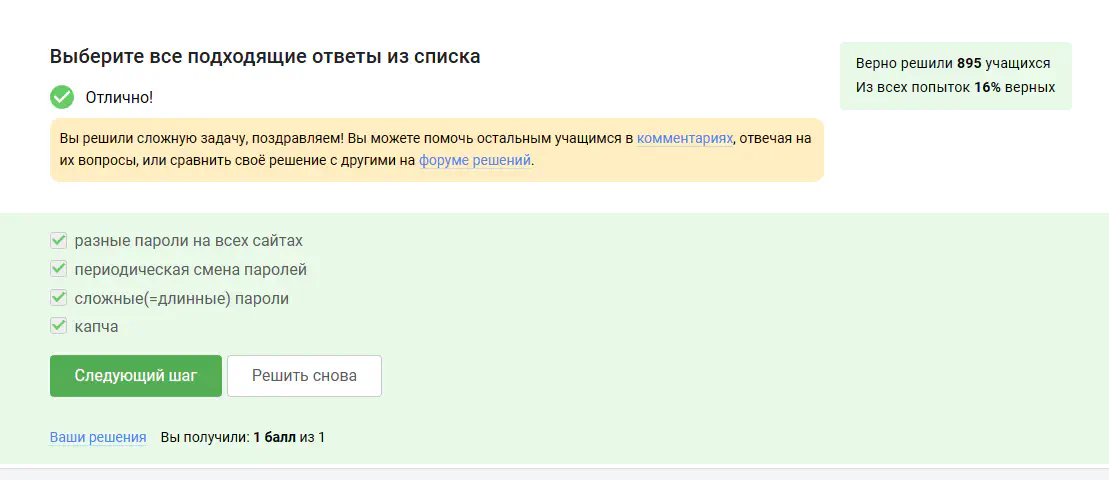 Выберите все подходящие ответы из списка
Отлично!
Вы решили сложную задачу, поздравляем! Вы можете помочь остальным учащимся в комментариях, отвечая на
их вопросы, или сравнить своё решение с другими на форуме решений.
Верно решили 895 учащихся
Из всех попыток 16% верных
разные пароли на всех сайтах
периодическая смена паролей
сложные(=длинные) пароли
капча
Следующий шаг
Решить снова
Ваши решения Вы получили: 1 балл из 1